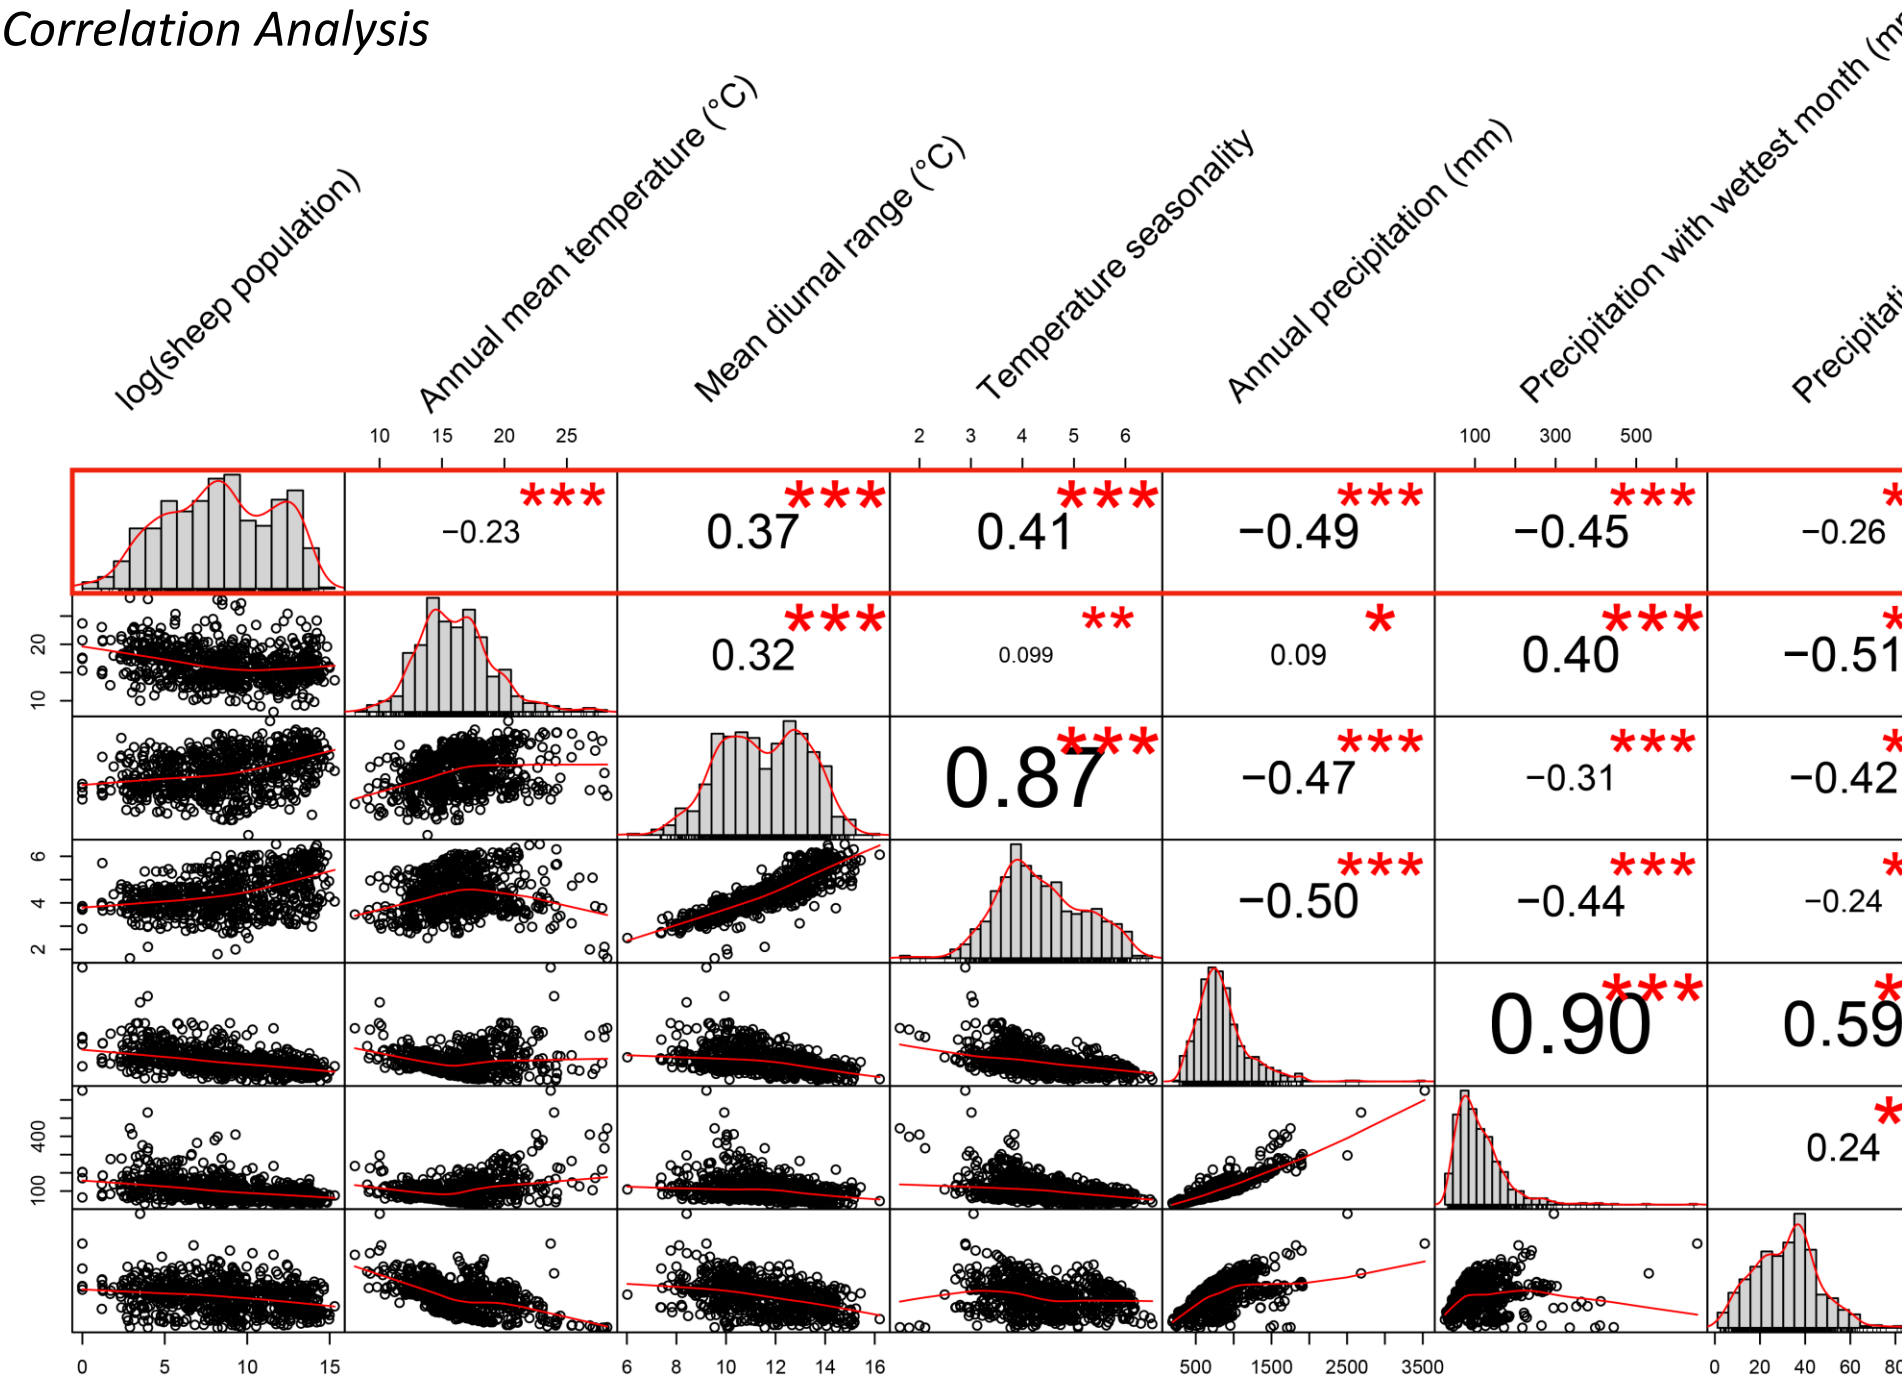 Correlation Analysis
log(sheep population)
Annual mean temperature (°C)
Mean diurnal range (°C)
Temperature seasonality
Annual precipitation (mm)
Precipitation with wettest month
10 15 20 25
2 3 4 5 6
100 300 500
*** *** *** *** *** *
−0.23 0.37 0.41 −0.49 −0.45 −0.26
*** ** * *** *
20 10
0.32 0.099 0.09 0.40 −0.51
*** *** *** *
0.87 −0.47 −0.31 −0.42
*** *** *
6 4 2
−0.50 −0.44 −0.24
*** *
0.90 0.59
*
400 100
0.24
0 5 10 15
6 8 10 12 14 16
500 1500 2500 3500
0 20 40 60